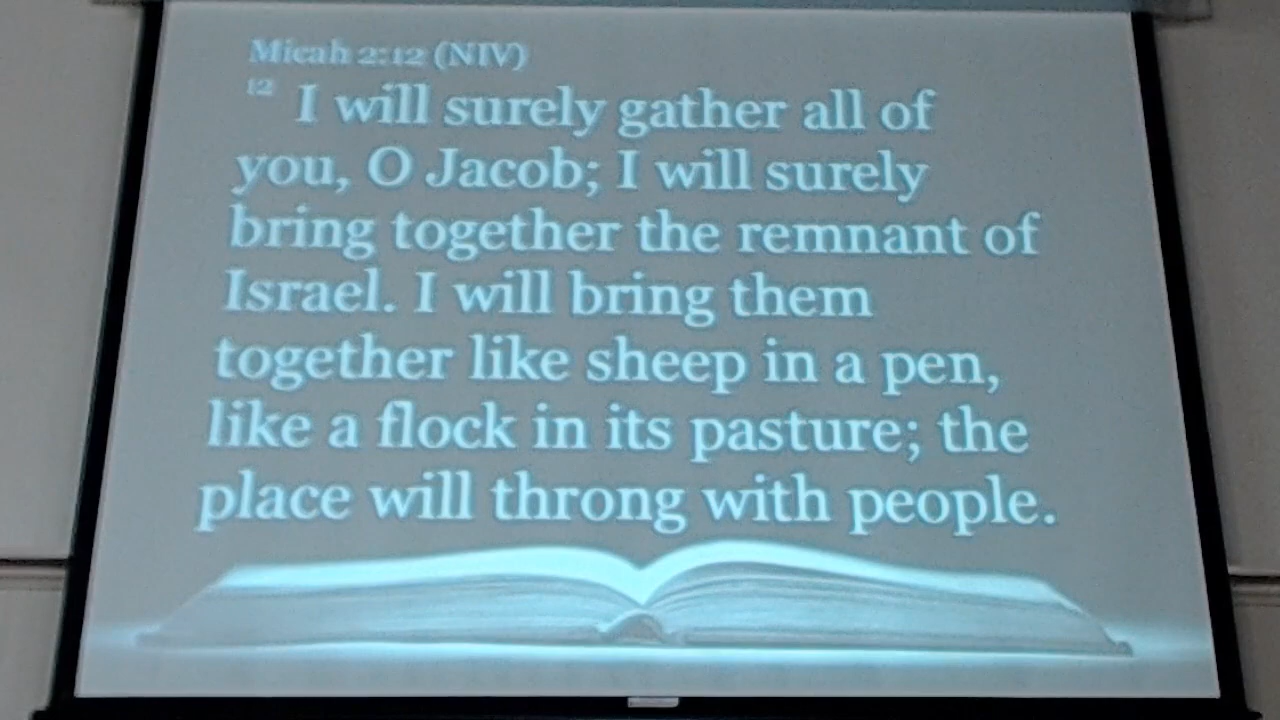 Micah 2:12 (NIV)
12 I will surely gather all of
you, O Jacob; I will surely
bring together the remnant of
Israel. I will bring them
together like sheep in a pen,
like a flock in its pasture; the
place will throng with people.